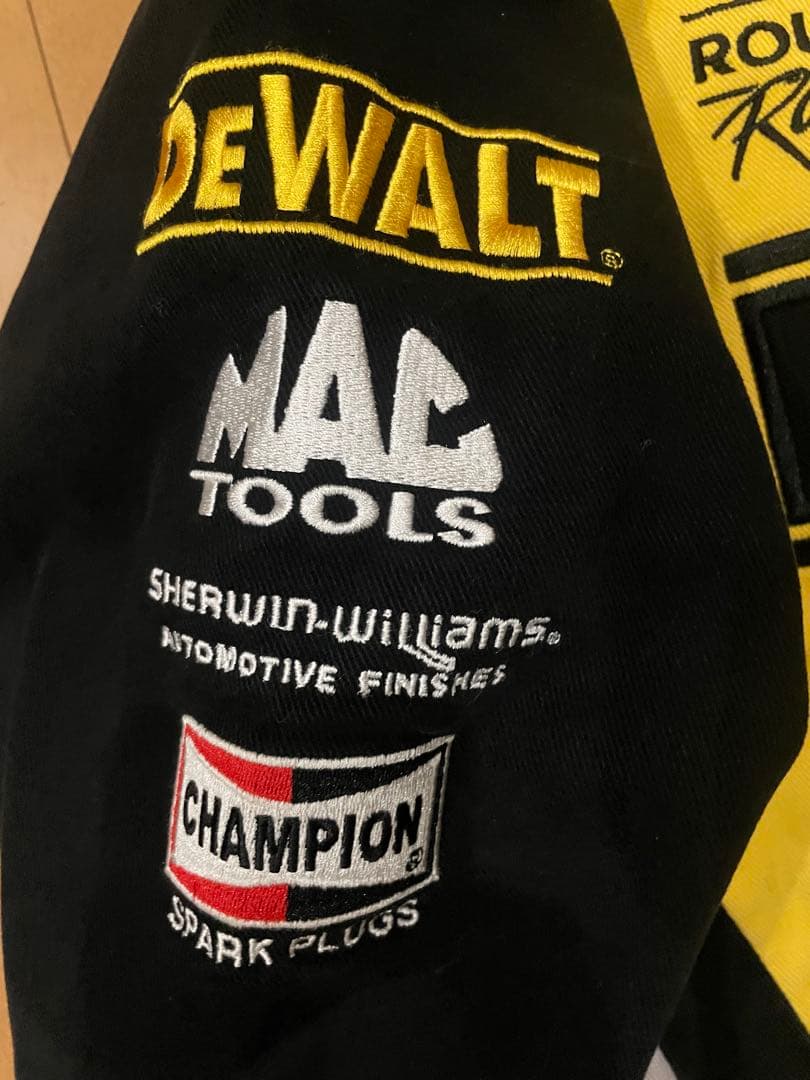 DEWALT®
MAC
TOOLS
SHERWIN-WILLIAMS®
AUTOMOTIVE FINISHES
CHAMPION®
SPARK PLUGS
ROU